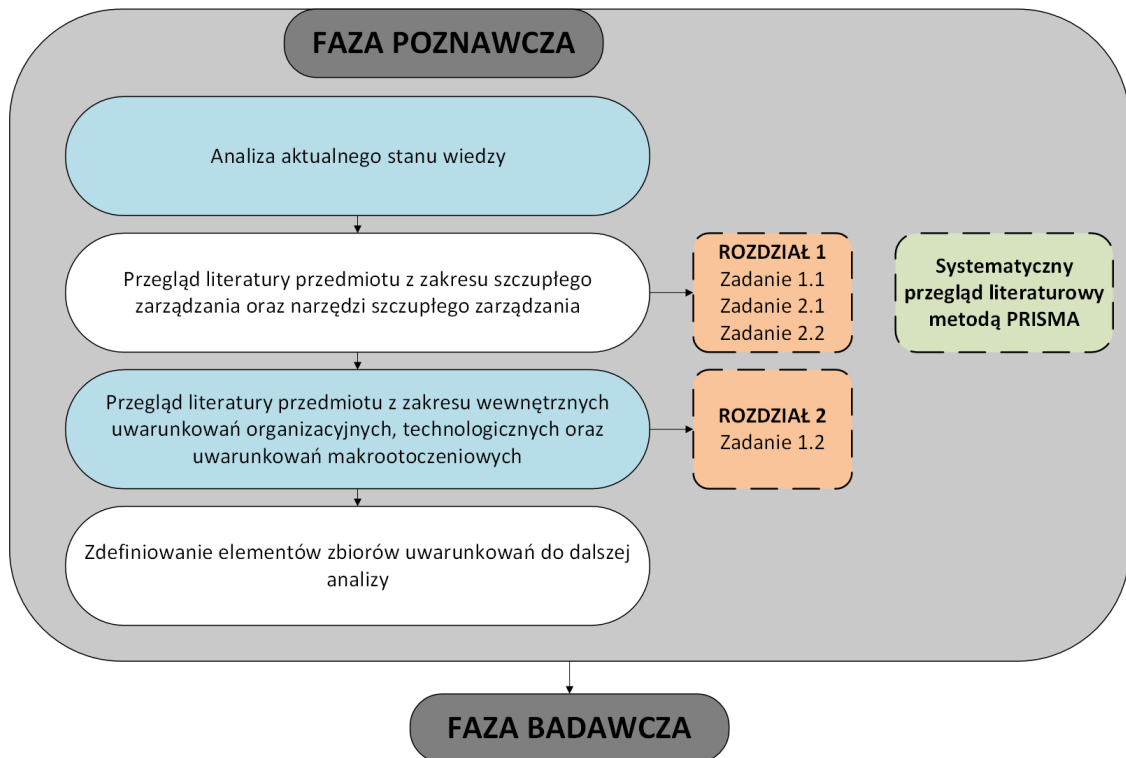 FAZA POZNAWCZA
Analiza aktualnego stanu wiedzy
Przegląd literatury przedmiotu z zakresu szczupłego
zarządzania oraz narzędzi szczupłego zarządzania
ROZDZIAŁ 1
Zadanie 1.1
Zadanie 2.1
Zadanie 2.2
Systematyczny
przegląd literaturowy
metodą PRISMA
Przegląd literatury przedmiotu z zakresu wewnętrznych
uwarunkowań organizacyjnych, technologicznych oraz
uwarunkowań makrootoczeniowych
ROZDZIAŁ 2
Zadanie 1.2
Zdefiniowanie elementów zbiorów uwarunkowań do dalszej
analizy
FAZA BADAWCZA